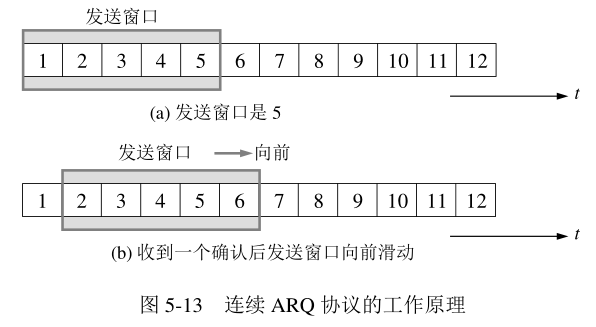 发送窗口
1 2 3 4 5 6 7 8 9 10 11 12
t
(a) 发送窗口是 5
发送窗口 向前
1 2 3 4 5 6 7 8 9 10 11 12
t
(b) 收到一个确认后发送窗口向前滑动
图 5-13 连续 ARQ 协议的工作原理